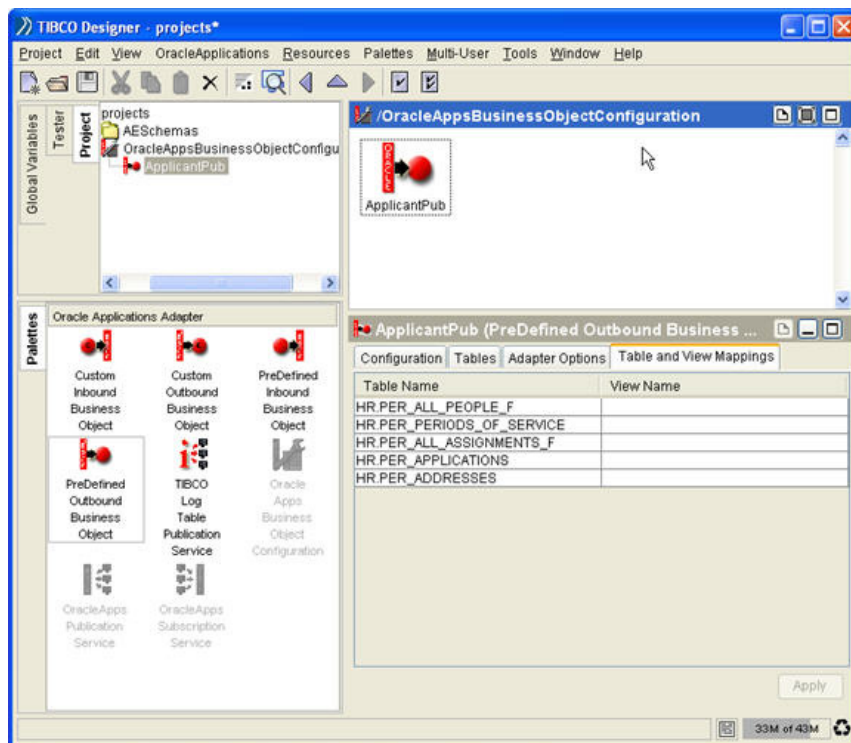 TIBCO Designer - projects*
Project Edit View OracleApplications Resources Palettes Multi-User Tools Window Help
Global Variables
Tester
Project
projects
AESchemas
OracleAppsBusinessObjectConfigu
ApplicantPub
/OracleAppsBusinessObjectConfiguration
ORACLE
ApplicantPub
Palettes
Oracle Applications Adapter
Custom
Inbound
Business
Object
Custom
Outbound
Business
Object
PreDefined
Inbound
Business
Object
PreDefined
Outbound
Business
Object
TIBCO
Log
Table
Publication
Service
Oracle
Apps
Business
Object
Configuration
OracleApps
Publication
Service
OracleApps
Subscription
Service
ApplicantPub (PreDefined Outbound Business ...
Configuration Tables Adapter Options Table and View Mappings
Table Name View Name
HR.PER_ALL_PEOPLE_F
HR.PER_PERIODS_OF_SERVICE
HR.PER_ALL_ASSIGNMENTS_F
HR.PER_APPLICATIONS
HR.PER_ADDRESSES
Apply
33M of 43M